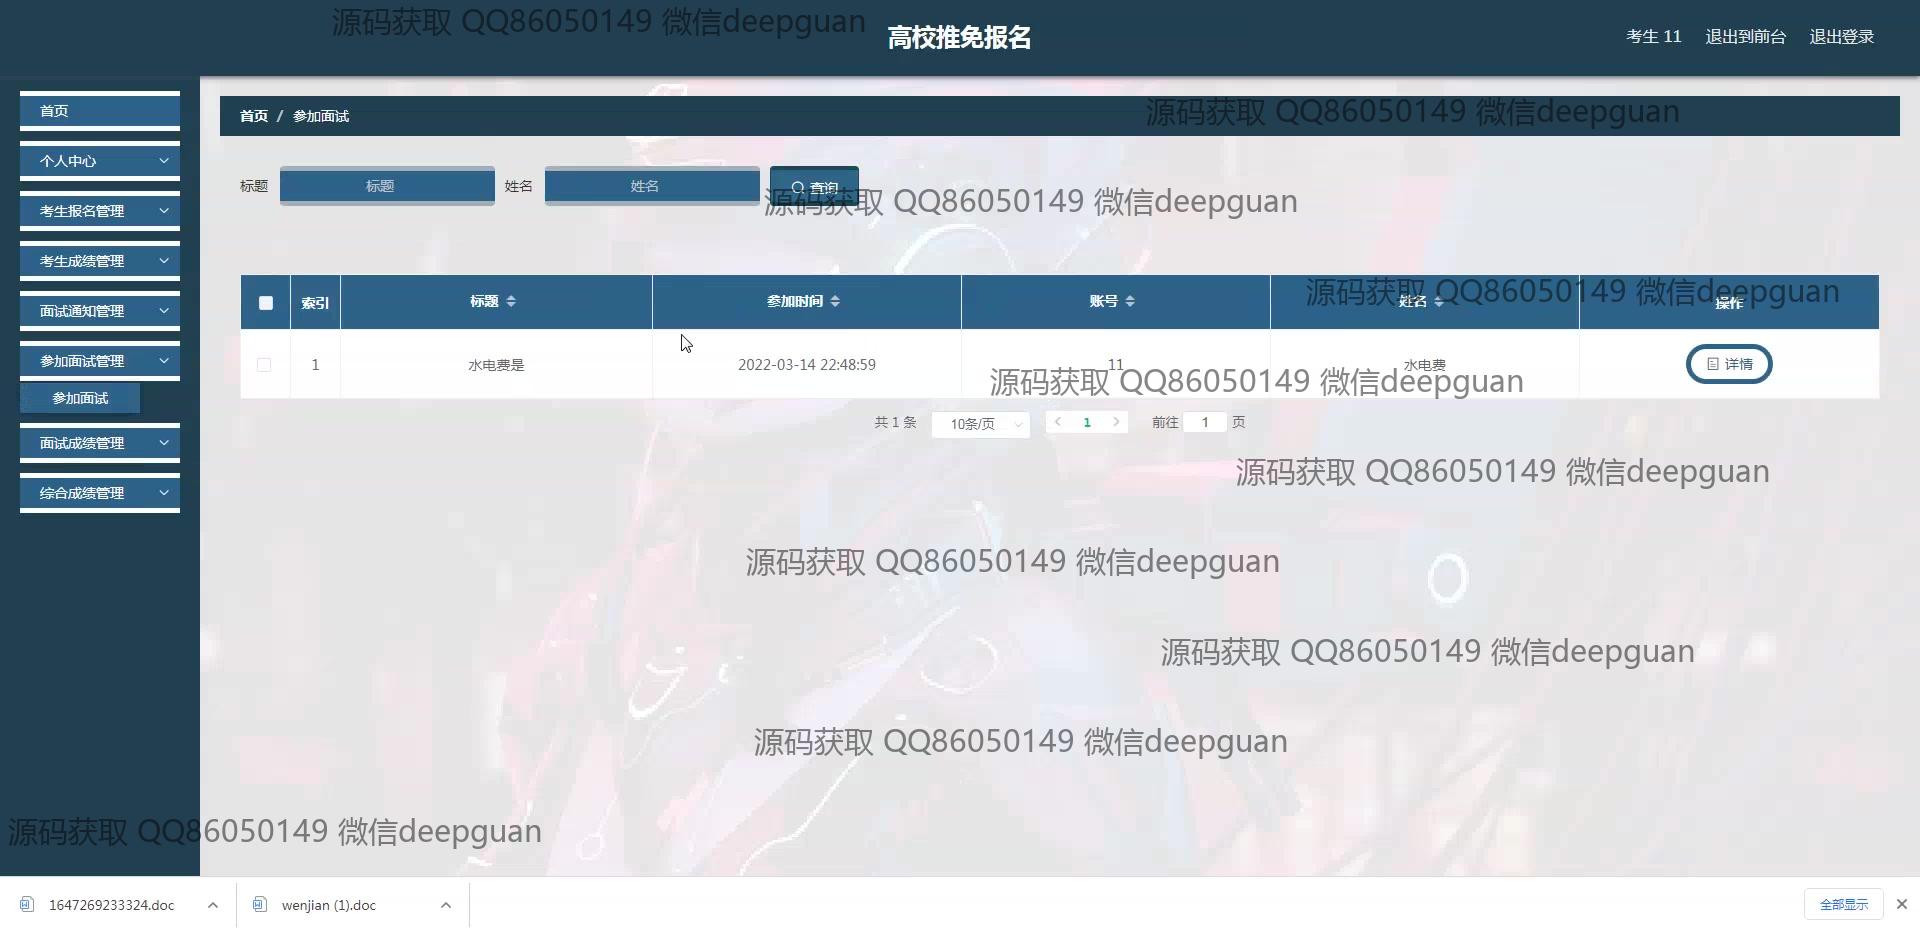 源码获取 QQ86050149 微信deepguan
高校推免报名
考生 11 退出到前台 退出登录
首页
个人中心
考生报名管理
考生成绩管理
面试通知管理
参加面试管理
参加面试
面试成绩管理
综合成绩管理
首页 / 参加面试
源码获取 QQ86050149 微信deepguan
标题 标题 姓名 姓名 查询
源码获取 QQ86050149 微信deepguan
索引 标题 参加时间 账号 姓名 操作
源码获取 QQ86050149 微信deepguan
1 水电费是 2022-03-14 22:48:59 11 水电费 详情
源码获取 QQ86050149 微信deepguan
共 1 条 10条/页 1 前往 1 页
源码获取 QQ86050149 微信deepguan
源码获取 QQ86050149 微信deepguan
源码获取 QQ86050149 微信deepguan
源码获取 QQ86050149 微信deepguan
源码获取 QQ86050149 微信deepguan
1647269233324.doc wenjian (1).doc 全部显示